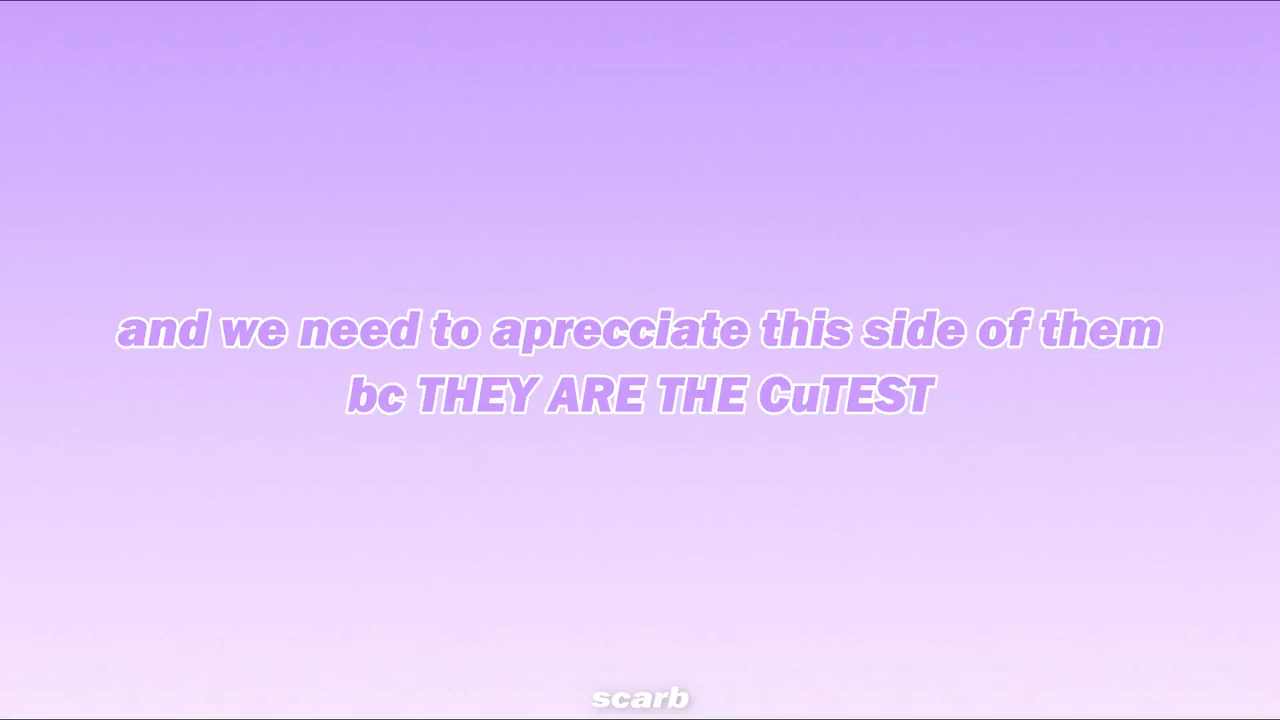 and we need to aprecciate this side of them
bc THEY ARE THE CuTEST
scarb